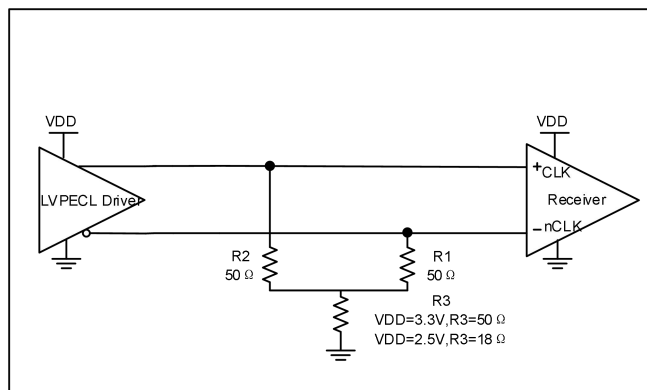 VDD
VDD
LVPECL Driver
+CLK
Receiver
−nCLK
R2
50 Ω
R1
50 Ω
R3
VDD=3.3V,R3=50 Ω
VDD=2.5V,R3=18 Ω